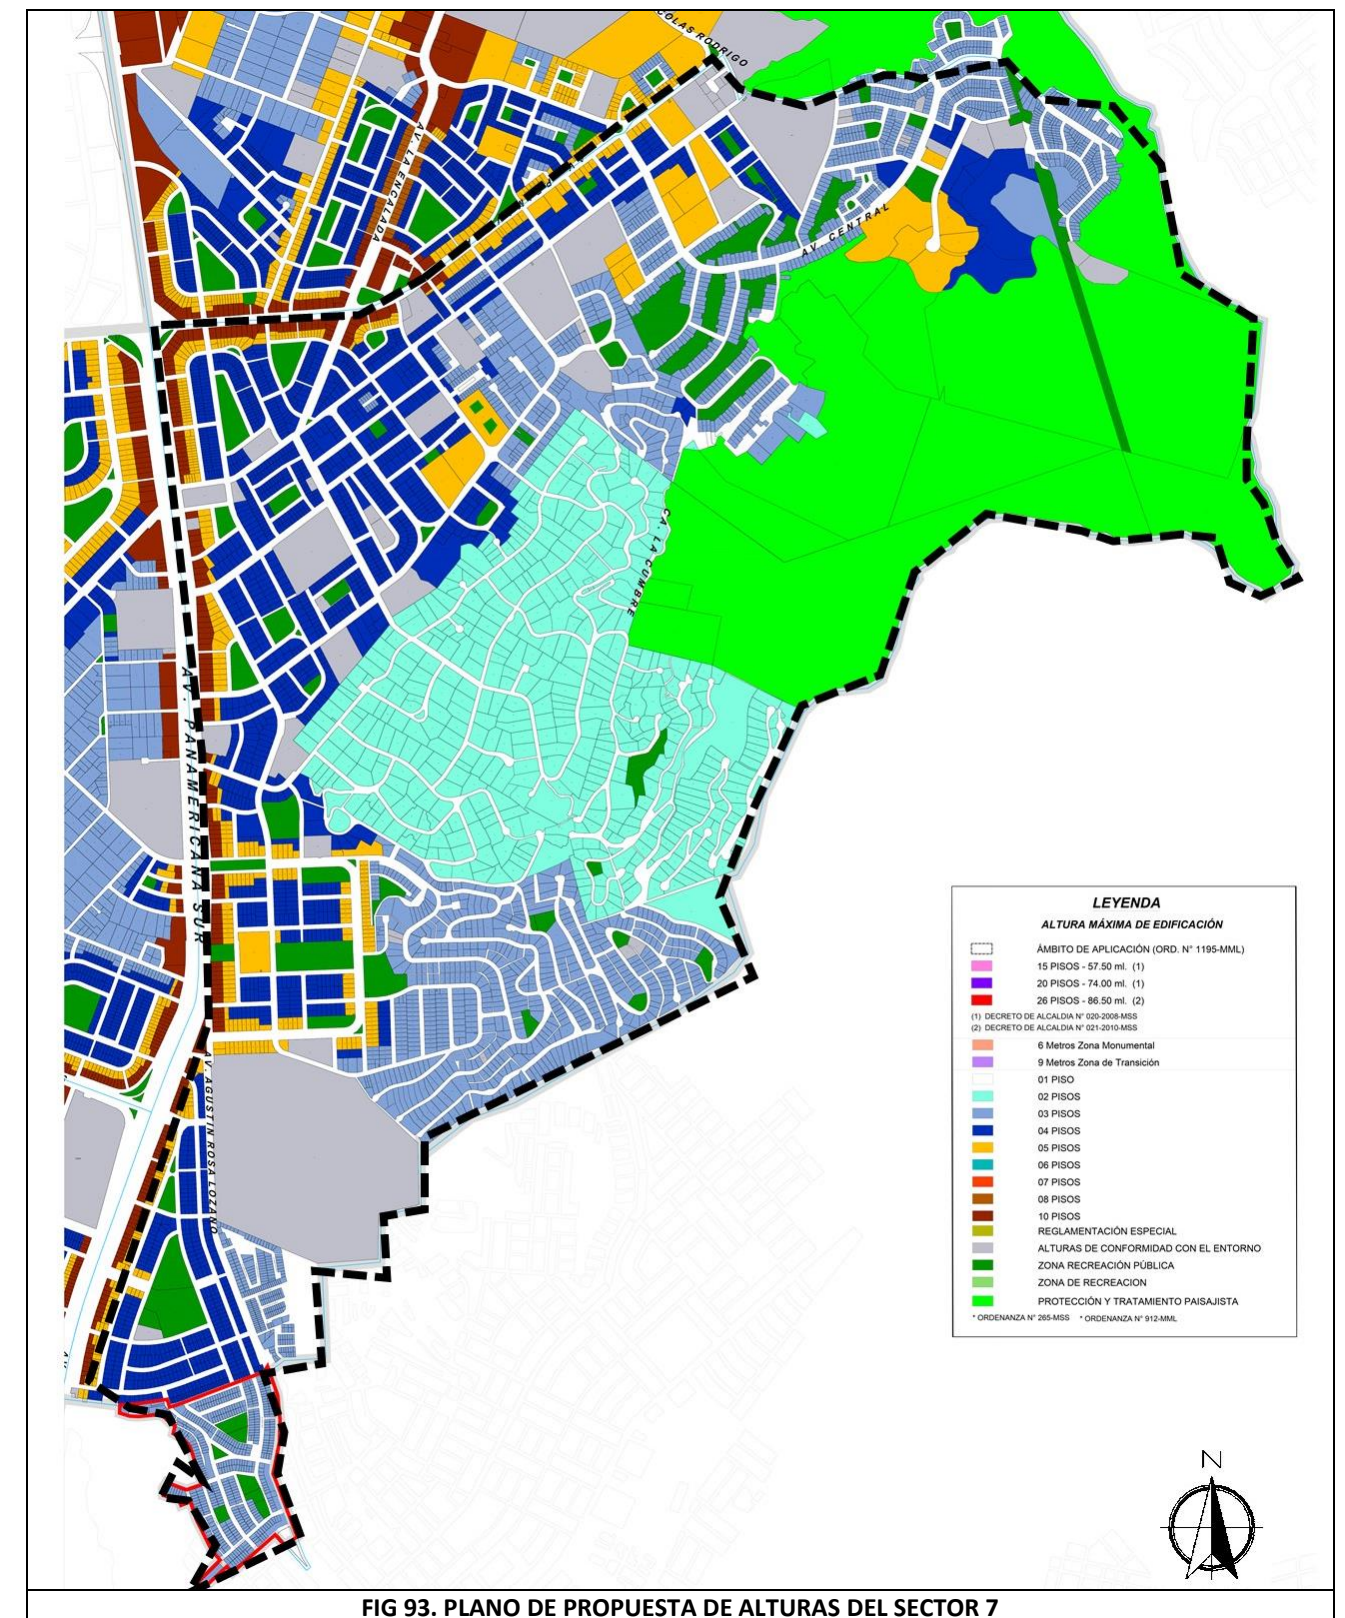 COLAS RODRIGO
AV. LA ENCALADA
AV. CENTRAL
CA. LA CUMBRE
AV. PANAMERICANA SUR
AV. AGUSTIN ROSA LOZANO
AV.
LEYENDA
ALTURA MÁXIMA DE EDIFICACIÓN
ÁMBITO DE APLICACIÓN (ORD. N° 1195-MML)
15 PISOS - 57.50 ml. (1)
20 PISOS - 74.00 ml. (1)
26 PISOS - 86.50 ml. (2)
(1) DECRETO DE ALCALDIA N° 020-2008-MSS
(2) DECRETO DE ALCALDIA N° 021-2010-MSS
6 Metros Zona Monumental
9 Metros Zona de Transición
01 PISO
02 PISOS
03 PISOS
04 PISOS
05 PISOS
06 PISOS
07 PISOS
08 PISOS
10 PISOS
REGLAMENTACIÓN ESPECIAL
ALTURAS DE CONFORMIDAD CON EL ENTORNO
ZONA RECREACIÓN PÚBLICA
ZONA DE RECREACION
PROTECCIÓN Y TRATAMIENTO PAISAJISTA
* ORDENANZA N° 265-MSS * ORDENANZA N° 912-MML
N
FIG 93. PLANO DE PROPUESTA DE ALTURAS DEL SECTOR 7